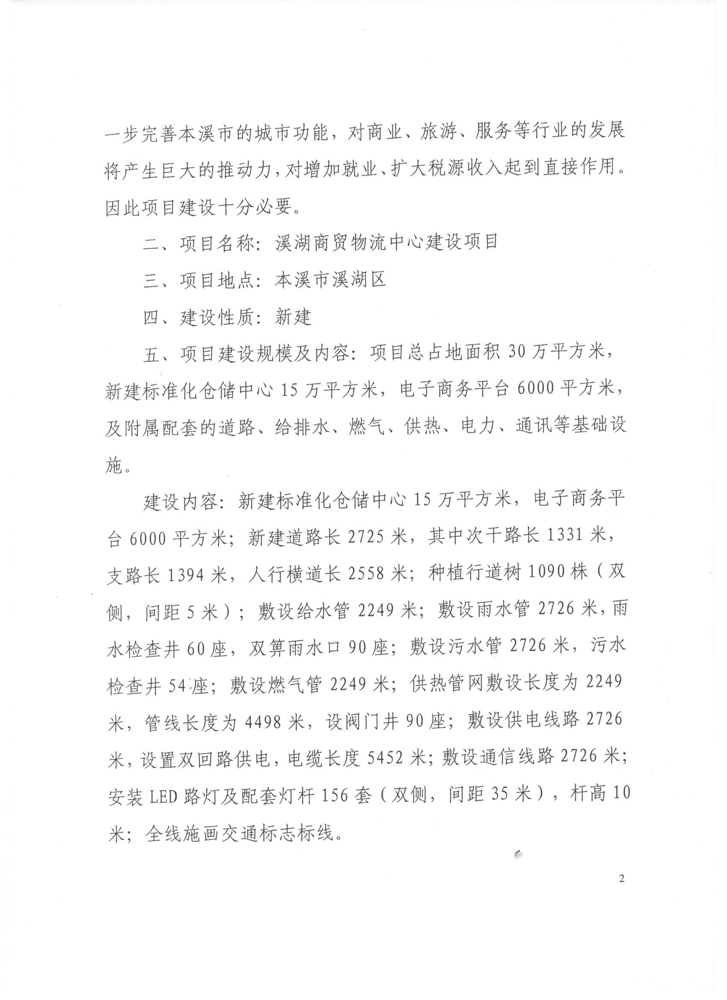 一步完善本溪市的城市功能，对商业、旅游、服务等行业的发展
将产生巨大的推动力，对增加就业、扩大税源收入起到直接作用。
因此项目建设十分必要。
二、项目名称：溪湖商贸物流中心建设项目
三、项目地点：本溪市溪湖区
四、建设性质：新建
五、项目建设规模及内容：项目总占地面积 30 万平方米，
新建标准化仓储中心 15 万平方米，电子商务平台 6000 平方米，
及附属配套的道路、给排水、燃气、供热、电力、通讯等基础设
施。
建设内容：新建标准化仓储中心 15 万平方米，电子商务平
台 6000 平方米；新建道路长 2725 米，其中次干路长 1331 米，
支路长 1394 米，人行横道长 2558 米；种植行道树 1090 株（双
侧，间距 5 米）；敷设给水管 2249 米；敷设雨水管 2726 米，雨
水检查井 60 座，双箅雨水口 90 座；敷设污水管 2726 米，污水
检查井 54 座；敷设燃气管 2249 米；供热管网敷设长度为 2249
米，管线长度为 4498 米，设阀门井 90 座；敷设供电线路 2726
米，设置双回路供电，电缆长度 5452 米；敷设通信线路 2726 米；
安装 LED 路灯及配套灯杆 156 套（双侧，间距 35 米），杆高 10
米；全线施画交通标志标线。
2